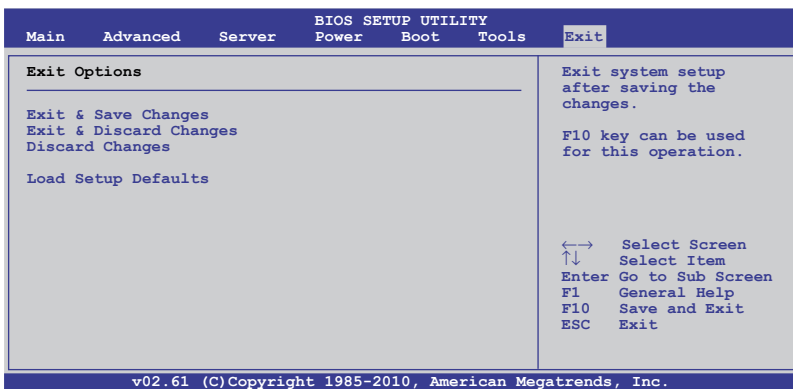 BIOS SETUP UTILITY
Main Advanced Server Power Boot Tools Exit
Exit Options
Exit & Save Changes
Exit & Discard Changes
Discard Changes
Load Setup Defaults
Exit system setup
after saving the
changes.
F10 key can be used
for this operation.
←→ Select Screen
↑↓ Select Item
Enter Go to Sub Screen
F1 General Help
F10 Save and Exit
ESC Exit
v02.61 (C)Copyright 1985-2010, American Megatrends, Inc.